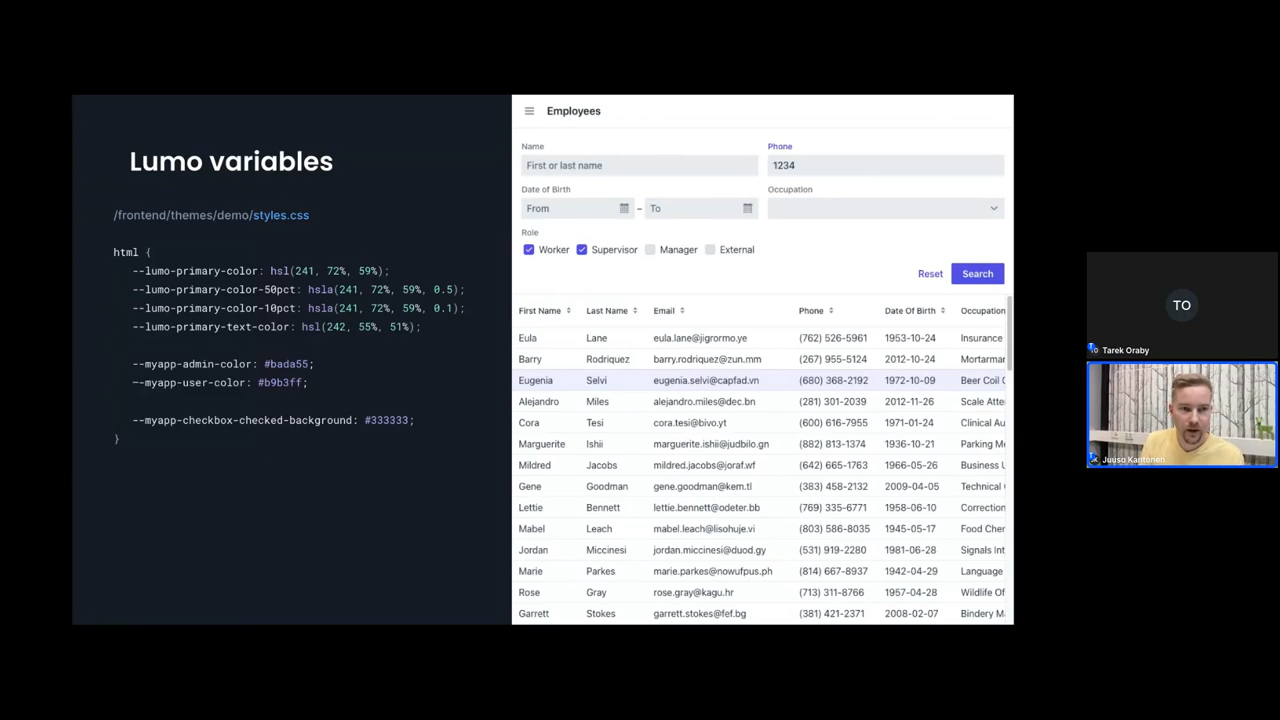 Lumo variables
/frontend/themes/demo/styles.css
html {
--lumo-primary-color: hsl(241, 72%, 59%);
--lumo-primary-color-50pct: hsla(241, 72%, 59%, 0.5);
--lumo-primary-color-10pct: hsla(241, 72%, 59%, 0.1);
--lumo-primary-text-color: hsl(242, 55%, 51%);
--myapp-admin-color: #bada55;
--myapp-user-color: #b9b3ff;
--myapp-checkbox-checked-background: #333333;
}
Employees
Name Phone
First or last name 1234
Date of Birth Occupation
From – To
Role
Worker Supervisor Manager External
Reset Search
First Name Last Name Email Phone Date Of Birth Occupation
Eula Lane eula.lane@jigrormo.ye (762) 526-5961 1953-10-24 Insurance
Barry Rodriquez barry.rodriquez@zun.mm (267) 955-5124 2012-10-24 Mortarman
Eugenia Selvi eugenia.selvi@capfad.vn (680) 368-2192 1972-10-09 Beer Coil C
Alejandro Miles alejandro.miles@dec.bn (281) 301-2039 2012-11-26 Scale Atte
Cora Tesi cora.tesi@bivo.yt (600) 616-7955 1971-01-24 Clinical Au
Marguerite Ishii marguerite.ishii@judbilo.gn (882) 813-1374 1936-10-21 Parking Me
Mildred Jacobs mildred.jacobs@joraf.wf (642) 665-1763 1966-05-26 Business U
Gene Goodman gene.goodman@kem.tl (383) 458-2132 2009-04-05 Technical
Lettie Bennett lettie.bennett@odeter.bb (769) 335-6771 1958-06-10 Correction
Mabel Leach mabel.leach@lisohuje.vi (803) 586-8035 1945-05-17 Food Cher
Jordan Miccinesi jordan.miccinesi@duod.gy (531) 919-2280 1981-06-28 Signals Int
Marie Parkes marie.parkes@nowufpus.ph (814) 667-8937 1942-04-29 Language
Rose Gray rose.gray@kagu.hr (713) 311-8766 1957-04-28 Wildlife Of
Garrett Stokes garrett.stokes@fef.bg (381) 421-2371 2008-02-07 Bindery Ma
TO
Tarek Oraby
Juuso Kantonen